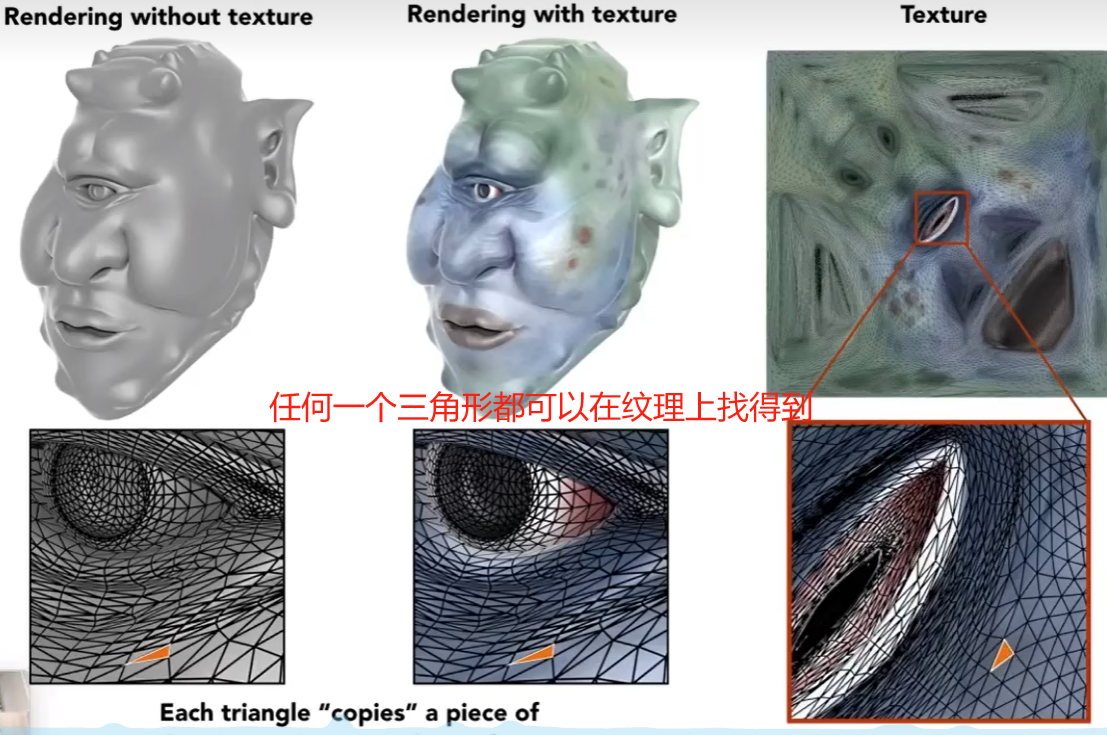 Rendering without texture
Rendering with texture
Texture
任何一个三角形都可以在纹理上找得到
Each triangle “copies” a piece of